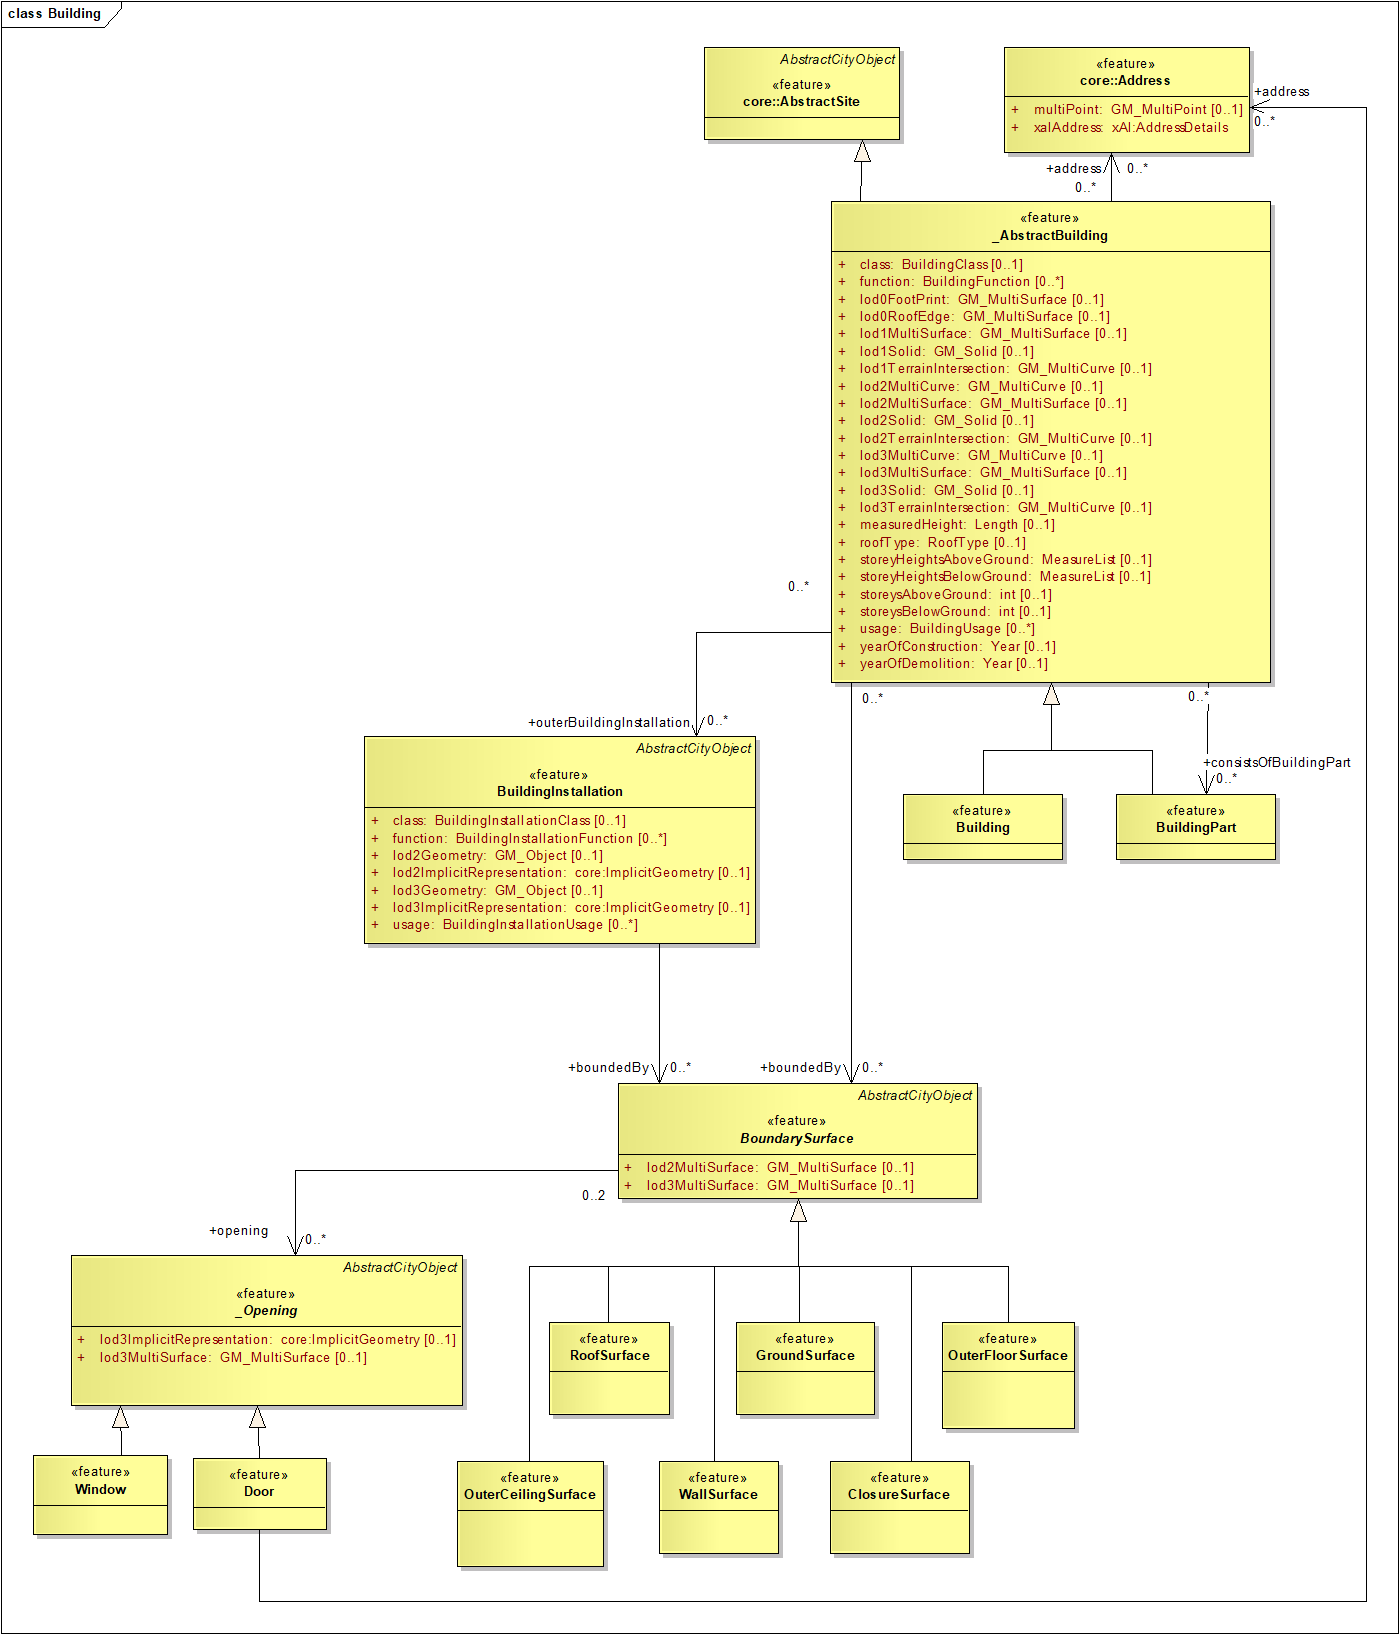 class Building
AbstractCityObject
«feature»
core::AbstractSite
«feature»
core::Address
+ multiPoint: GM_MultiPoint [0..1]
+ xalAddress: xAl:AddressDetails
+address
0..*
+address
0..*
0..*
«feature»
_AbstractBuilding
+ class: BuildingClass [0..1]
+ function: BuildingFunction [0..*]
+ lod0FootPrint: GM_MultiSurface [0..1]
+ lod0RoofEdge: GM_MultiSurface [0..1]
+ lod1MultiSurface: GM_MultiSurface [0..1]
+ lod1Solid: GM_Solid [0..1]
+ lod1TerrainIntersection: GM_MultiCurve [0..1]
+ lod2MultiCurve: GM_MultiCurve [0..1]
+ lod2MultiSurface: GM_MultiSurface [0..1]
+ lod2Solid: GM_Solid [0..1]
+ lod2TerrainIntersection: GM_MultiCurve [0..1]
+ lod3MultiCurve: GM_MultiCurve [0..1]
+ lod3MultiSurface: GM_MultiSurface [0..1]
+ lod3Solid: GM_Solid [0..1]
+ lod3TerrainIntersection: GM_MultiCurve [0..1]
+ measuredHeight: Length [0..1]
+ roofType: RoofType [0..1]
+ storeyHeightsAboveGround: MeasureList [0..1]
+ storeyHeightsBelowGround: MeasureList [0..1]
+ storeysAboveGround: int [0..1]
+ storeysBelowGround: int [0..1]
+ usage: BuildingUsage [0..*]
+ yearOfConstruction: Year [0..1]
+ yearOfDemolition: Year [0..1]
0..*
0..*
0..*
+outerBuildingInstallation
0..*
+consistsOfBuildingPart
0..*
AbstractCityObject
«feature»
BuildingInstallation
+ class: BuildingInstallationClass [0..1]
+ function: BuildingInstallationFunction [0..*]
+ lod2Geometry: GM_Object [0..1]
+ lod2ImplicitRepresentation: core:ImplicitGeometry [0..1]
+ lod3Geometry: GM_Object [0..1]
+ lod3ImplicitRepresentation: core:ImplicitGeometry [0..1]
+ usage: BuildingInstallationUsage [0..*]
«feature»
Building
«feature»
BuildingPart
+boundedBy
0..*
+boundedBy
0..*
AbstractCityObject
«feature»
BoundarySurface
+ lod2MultiSurface: GM_MultiSurface [0..1]
+ lod3MultiSurface: GM_MultiSurface [0..1]
0..2
+opening
0..*
AbstractCityObject
«feature»
_Opening
+ lod3ImplicitRepresentation: core:ImplicitGeometry [0..1]
+ lod3MultiSurface: GM_MultiSurface [0..1]
«feature»
RoofSurface
«feature»
GroundSurface
«feature»
OuterFloorSurface
«feature»
Window
«feature»
Door
«feature»
OuterCeilingSurface
«feature»
WallSurface
«feature»
ClosureSurface